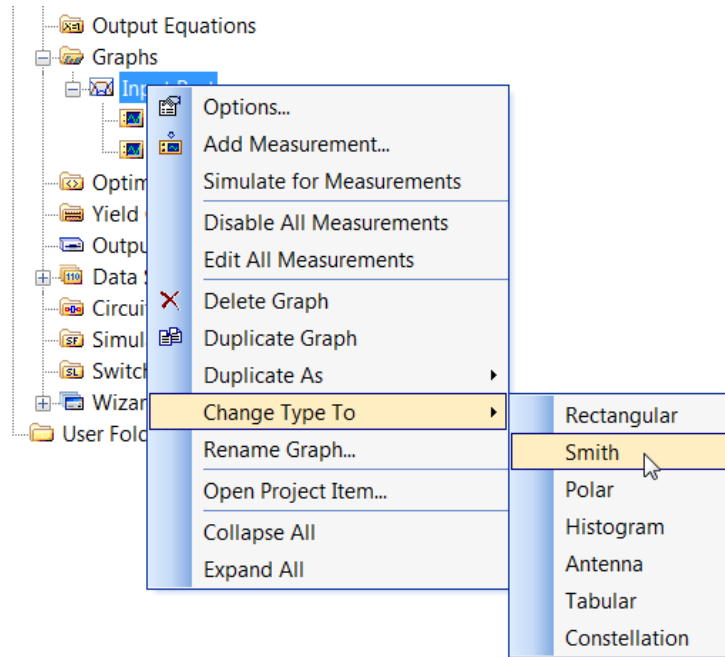 Output Equations
Graphs
Options...
Add Measurement...
Simulate for Measurements
Disable All Measurements
Edit All Measurements
Delete Graph
Duplicate Graph
Duplicate As
Change Type To
Rename Graph...
Open Project Item...
Collapse All
Expand All
Yield
Data
User
Rectangular
Smith
Polar
Histogram
Antenna
Tabular
Constellation